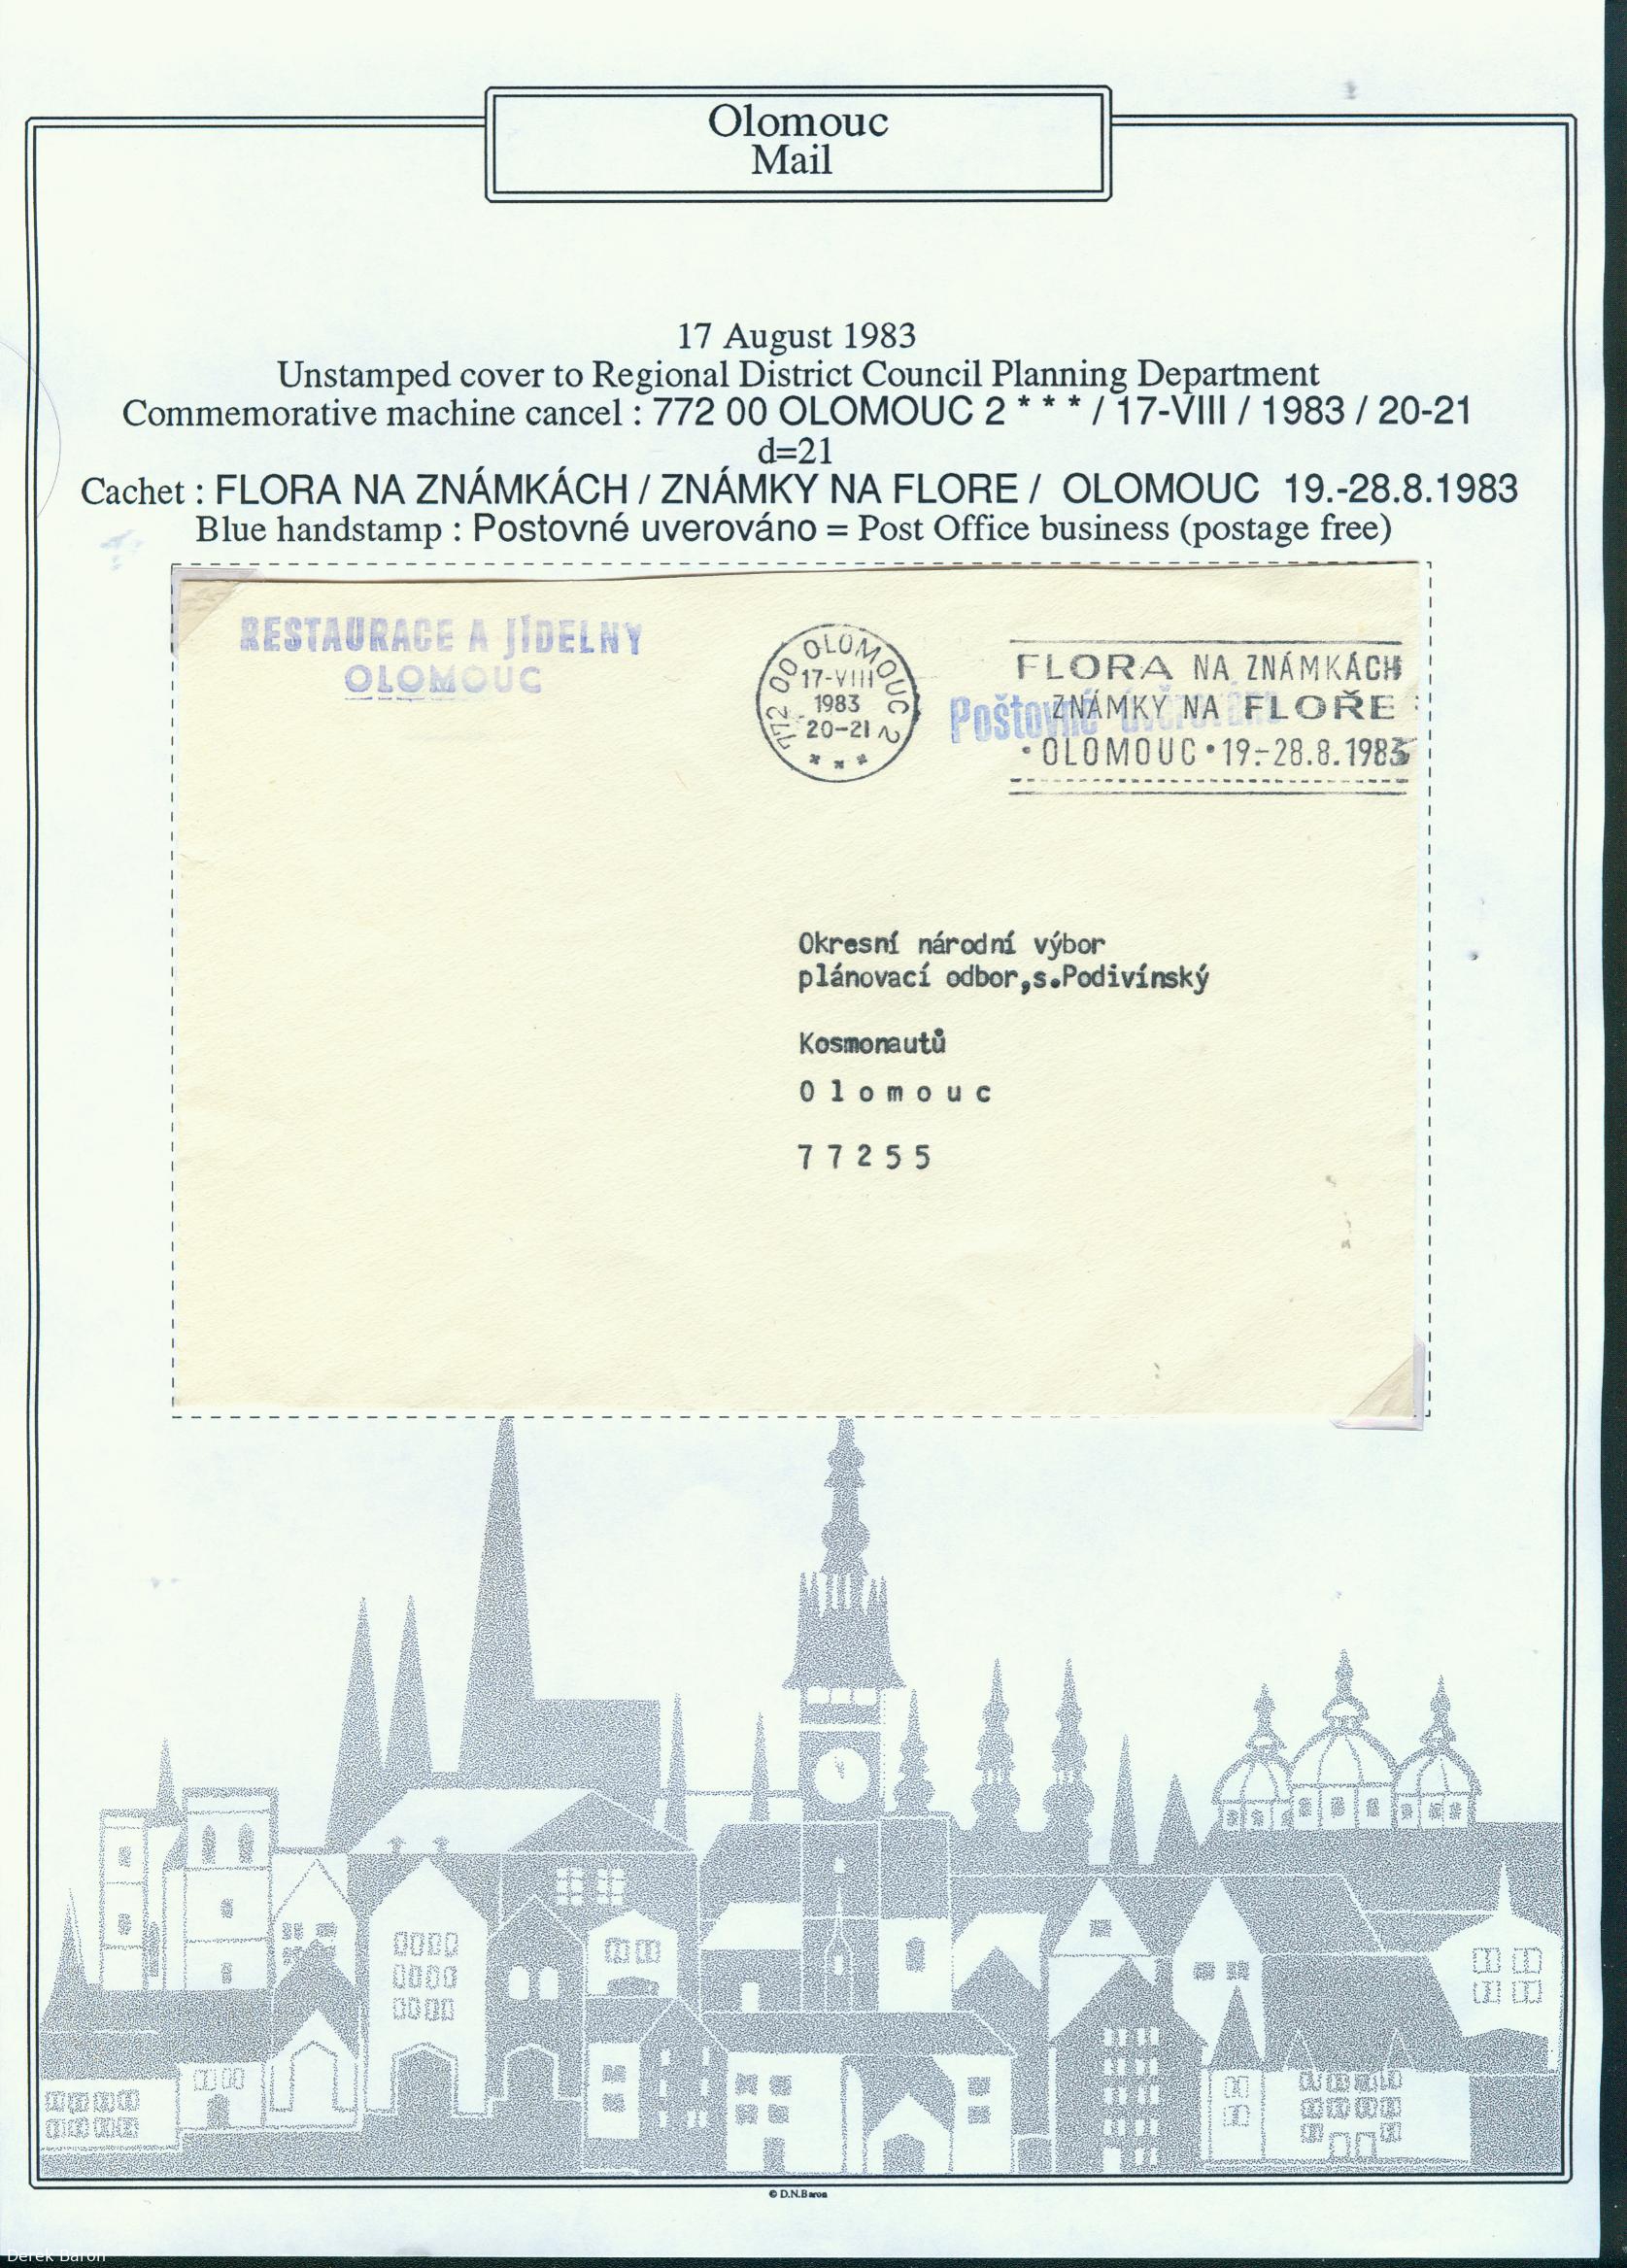 Olomouc
Mail
17 August 1983
Unstamped cover to Regional District Council Planning Department
Commemorative machine cancel : 772 00 OLOMOUC 2 * * * / 17-VIII / 1983 / 20-21
d=21
Cachet : FLORA NA ZNÁMKÁCH / ZNÁMKY NA FLORE / OLOMOUC 19.-28.8.1983
Blue handstamp : Postovné uverováno = Post Office business (postage free)
RESTAURACE A JÍDELNY
OLOMOUC
772 00 OLOMOUC 2
17-VIII
1983
20-21
* * *
FLORA NA ZNÁMKÁCH
ZNÁMKY NA FLOŘE
• OLOMOUC • 19.-28.8.1983
Poštovné úvěrováno
Okresní národní výbor
plánovací odbor,s.Podivínský
Kosmonautů
O l o m o u c
7 7 2 5 5
© D.N.Baron
Derek Baron